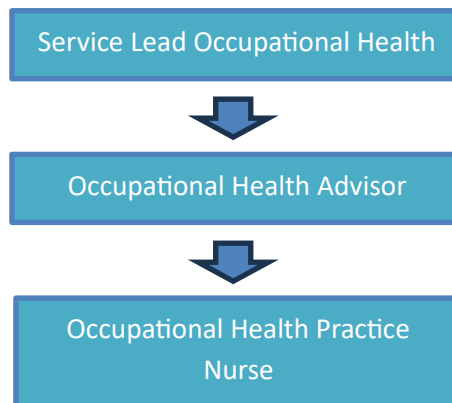 Service Lead Occupational Health
Occupational Health Advisor
Occupational Health Practice
Nurse